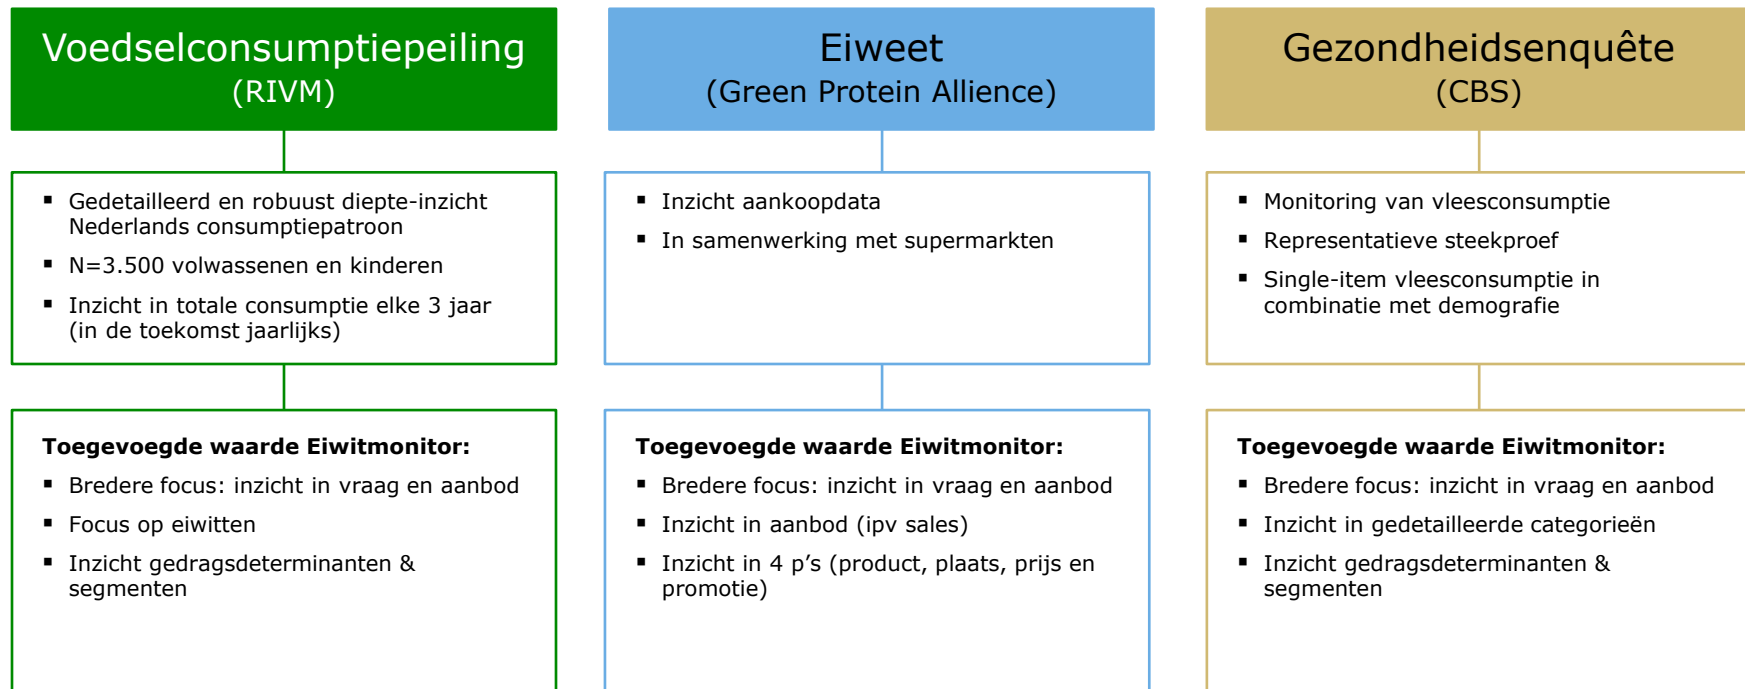 Voedselconsumptiepeiling
(RIVM)
▪ Gedetailleerd en robuust diepte-inzicht
Nederlands consumptiepatroon
▪ N=3.500 volwassenen en kinderen
▪ Inzicht in totale consumptie elke 3 jaar
(in de toekomst jaarlijks)
Toegevoegde waarde Eiwitmonitor:
▪ Bredere focus: inzicht in vraag en aanbod
▪ Focus op eiwitten
▪ Inzicht gedragsdeterminanten &
segmenten
Eiweet
(Green Protein Allience)
▪ Inzicht aankoopdata
▪ In samenwerking met supermarkten
Toegevoegde waarde Eiwitmonitor:
▪ Bredere focus: inzicht in vraag en aanbod
▪ Inzicht in aanbod (ipv sales)
▪ Inzicht in 4 p’s (product, plaats, prijs en
promotie)
Gezondheidsenquête
(CBS)
▪ Monitoring van vleesconsumptie
▪ Representatieve steekproef
▪ Single-item vleesconsumptie in
combinatie met demografie
Toegevoegde waarde Eiwitmonitor:
▪ Bredere focus: inzicht in vraag en aanbod
▪ Inzicht in gedetailleerde categorieën
▪ Inzicht gedragsdeterminanten &
segmenten